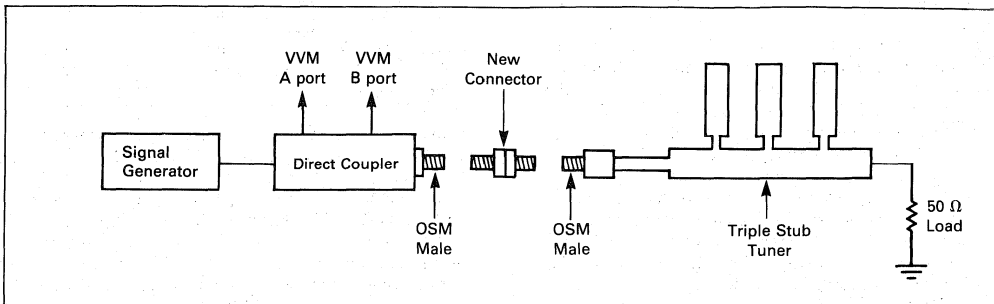 VVM
A port
VVM
B port
New
Connector
Signal
Generator
Direct Coupler
OSM
Male
OSM
Male
Triple Stub
Tuner
50 Ω
Load